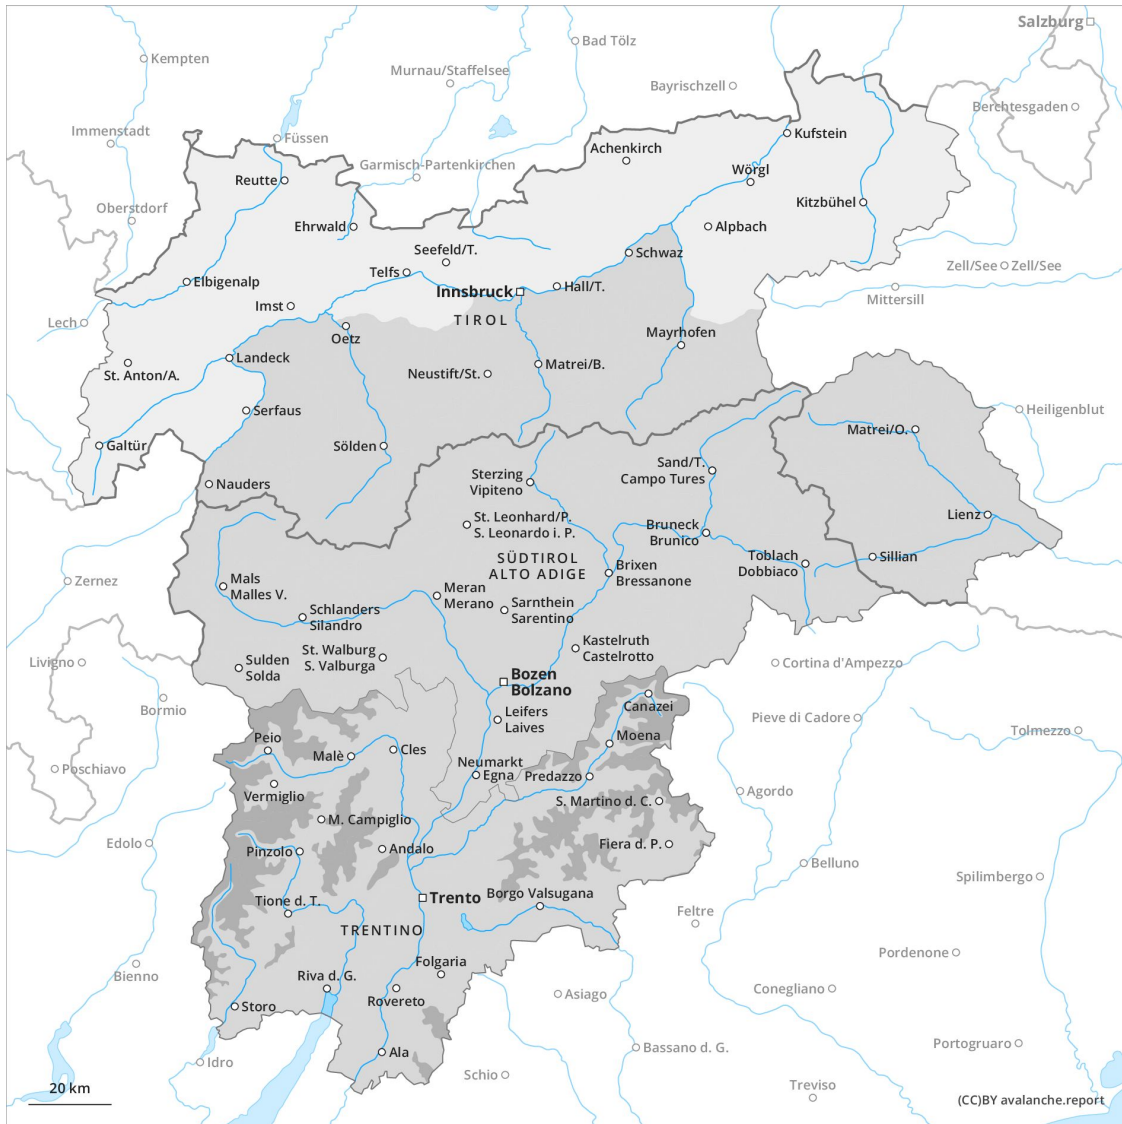 Salzburg
Bad Tölz
Kempten
Murnau/Staffelsee
Bayrischzell
Berchtesgaden
Immenstadt
Füssen
Kufstein
Achenkirch
Garmisch-Partenkirchen
Wörgl
Reutte
Oberstdorf
Kitzbühel
Ehrwald
Alpbach
Seefeld/T.
Schwaz
Telfs
Zell/See
Zell/See
Elbigenalp
Innsbruck
Hall/T.
Mittersill
Imst
TIROL
Lech
Oetz
Mayrhofen
Landeck
Matrei/B.
St. Anton/A.
Neustift/St.
Serfaus
Heiligenblut
Matrei/O.
Galtür
Sölden
Sand/T.
Campo Tures
Sterzing
Vipiteno
Nauders
Lienz
St. Leonhard/P.
S. Leonardo i. P.
Bruneck
Brunico
SÜDTIROL
ALTO ADIGE
Toblach
Dobbiaco
Sillian
Brixen
Bressanone
Zernez
Mals
Malles V.
Meran
Merano
Sarnthein
Sarentino
Schlanders
Silandro
Kastelruth
Castelrotto
St. Walburg
S. Valburga
Livigno
Sulden
Solda
Cortina d'Ampezzo
Bozen
Bolzano
Bormio
Canazei
Leifers
Laives
Pieve di Cadore
Tolmezzo
Peio
Moena
Cles
Malè
Neumarkt
Egna
Poschiavo
Predazzo
Vermiglio
Agordo
S. Martino d. C.
M. Campiglio
Edolo
Fiera d. P.
Pinzolo
Andalo
Belluno
Spilimbergo
Borgo Valsugana
Trento
Tione d. T.
Feltre
TRENTINO
Pordenone
Folgaria
Bienno
Riva d. G.
Rovereto
Asiago
Conegliano
Storo
Ala
Bassano d. G.
Portogruaro
Idro
Schio
20 km
Treviso
(CC)BY avalanche.report